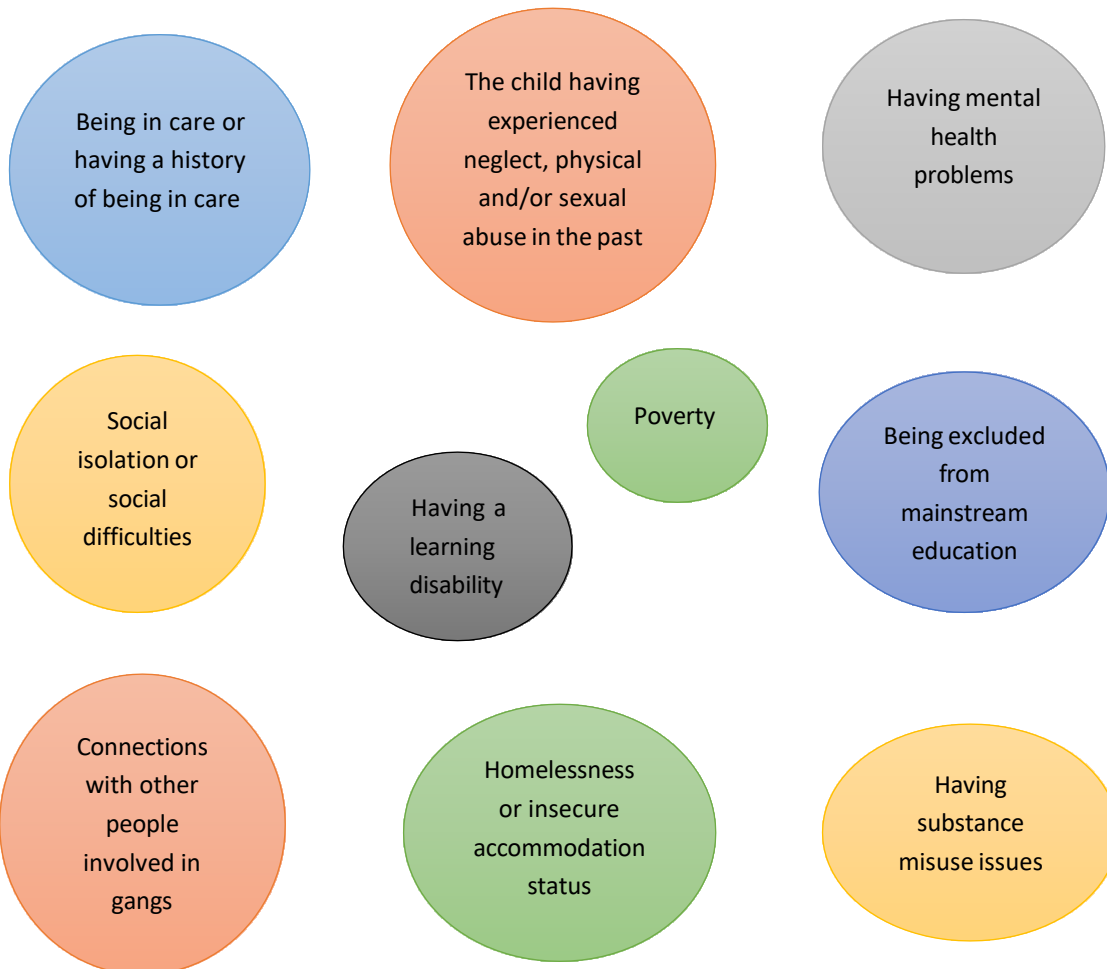 Being in care or
having a history
of being in care
The child having
experienced
neglect, physical
and/or sexual
abuse in the past
Having mental
health
problems
Social
isolation or
social
difficulties
Having a
learning
disability
Poverty
Being excluded
from
mainstream
education
Connections
with other
people
involved in
gangs
Homelessness
or insecure
accommodation
status
Having
substance
misuse issues